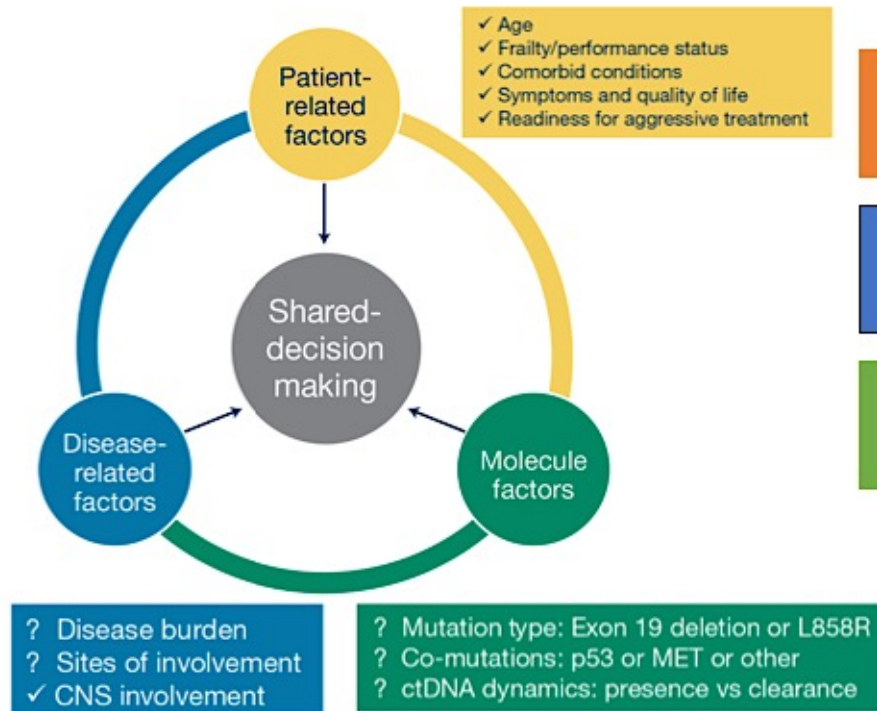 ✓ Age
✓ Frailty/performance status
✓ Comorbid conditions
✓ Symptoms and quality of life
✓ Readiness for aggressive treatment
Patient-
related
factors
Shared-
decision
making
Disease-
related
factors
Molecule
factors
? Disease burden
? Sites of involvement
✓ CNS involvement
? Mutation type: Exon 19 deletion or L858R
? Co-mutations: p53 or MET or other
? ctDNA dynamics: presence vs clearance